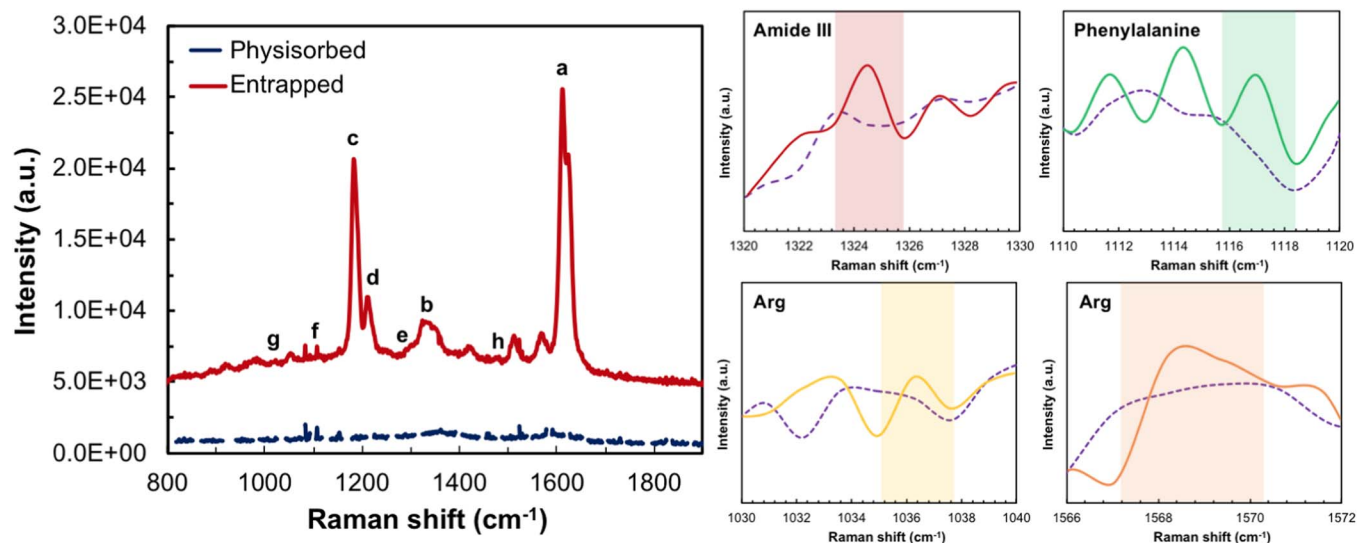 3.0E+04
2.5E+04
2.0E+04
1.5E+04
1.0E+04
5.0E+03
0.0E+00
Intensity (a.u.)
Physisorbed
Entrapped
a
c
d
b
e
f
g
h
800 1000 1200 1400 1600 1800
Raman shift (cm⁻¹)
Amide III
Intensity (a.u.)
1320 1322 1324 1326 1328 1330
Raman shift (cm⁻¹)
Phenylalanine
Intensity (a.u.)
1110 1112 1114 1116 1118 1120
Raman shift (cm⁻¹)
Arg
Intensity (a.u.)
1030 1032 1034 1036 1038 1040
Raman shift (cm⁻¹)
Arg
Intensity (a.u.)
1566 1568 1570 1572
Raman shift (cm⁻¹)